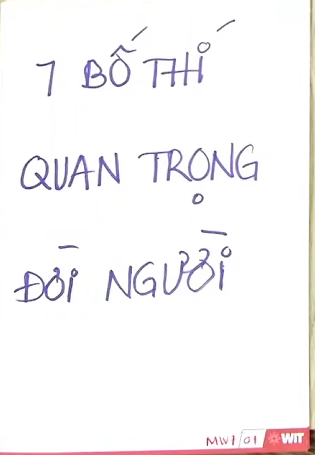 7 BỐ THÍ
QUAN TRỌNG
ĐỜI NGƯỜI
MW1 01 WIT